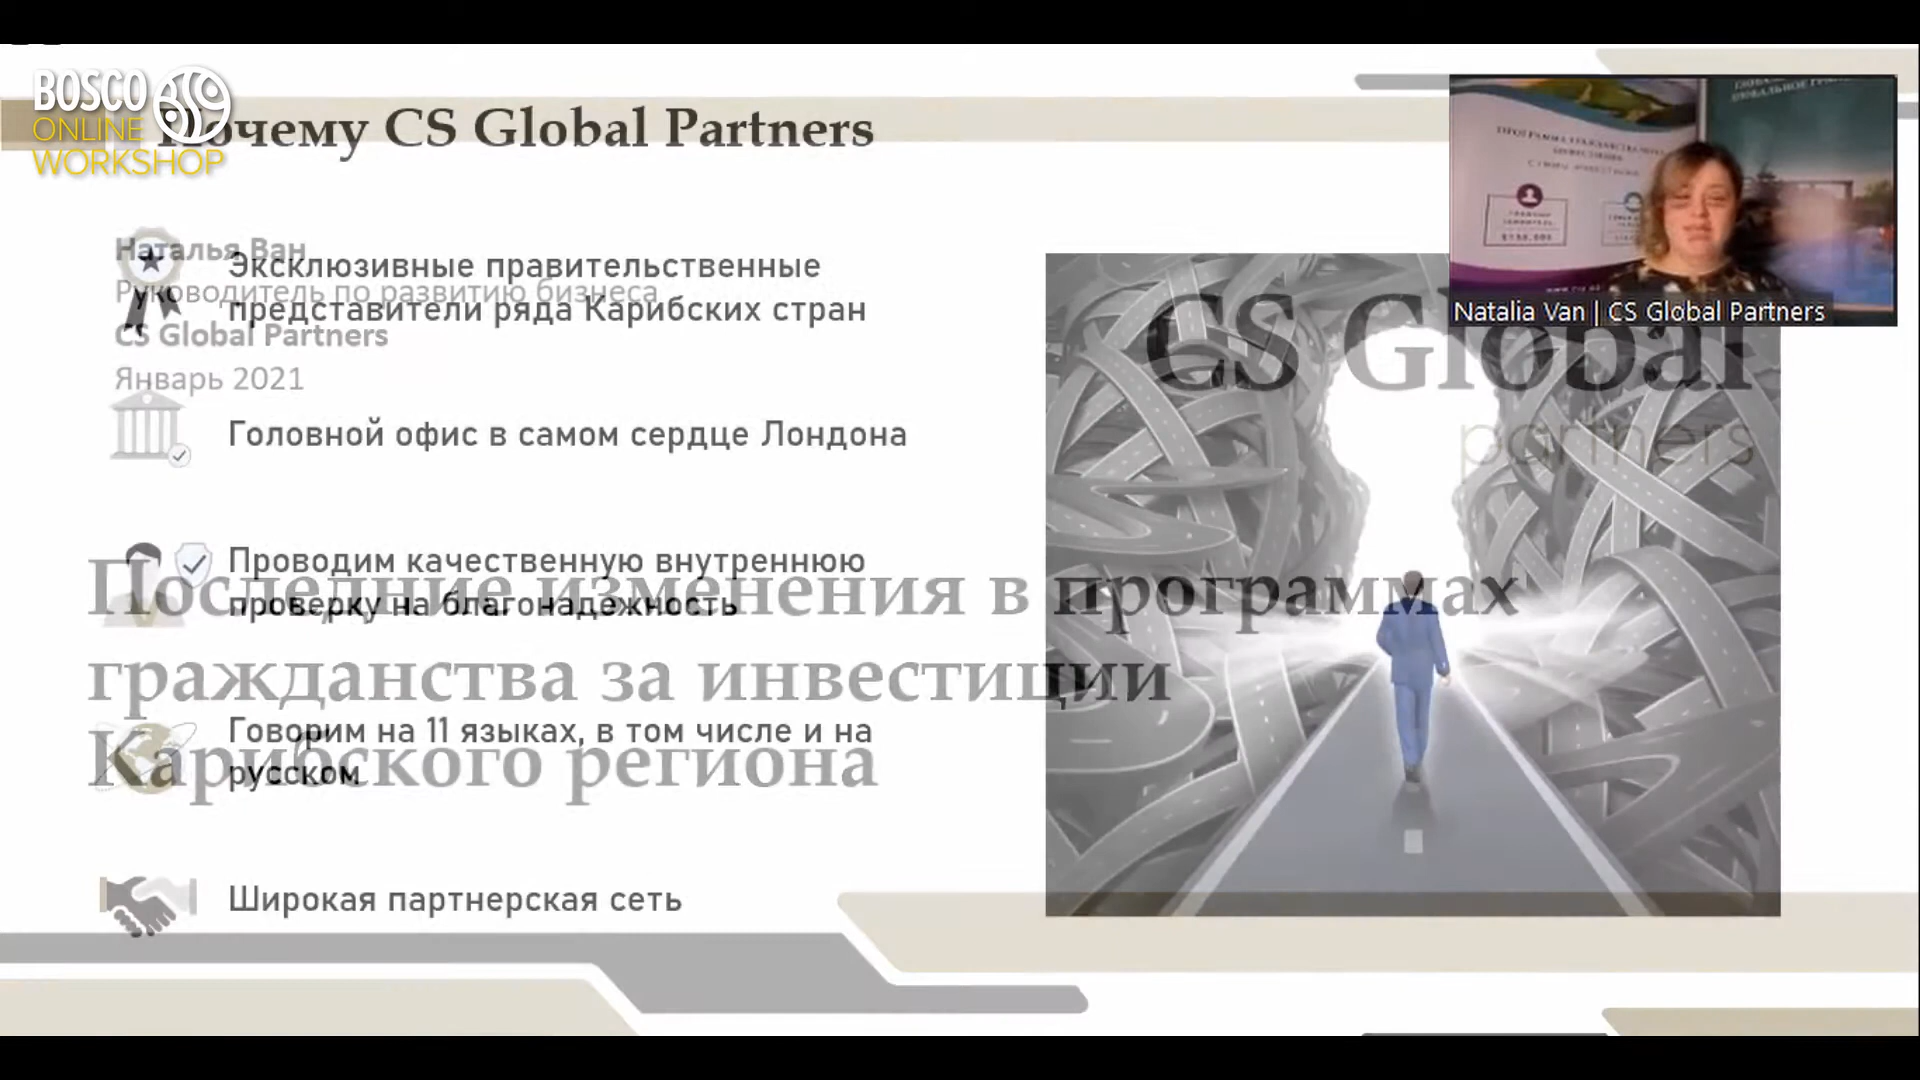 BOSCO
ONLINE
WORKSHOP
Почему CS Global Partners
Наталья Ван
Руководитель по развитию бизнеса
CS Global Partners
Январь 2021
Эксклюзивные правительственные
представители ряда Карибских стран
Головной офис в самом сердце Лондона
Проводим качественную внутреннюю
проверку на благонадежность
Говорим на 11 языках, в том числе и на
русском
Широкая партнерская сеть
Последние изменения в программах
гражданства за инвестиции
Карибского региона
CS Global
partners
Natalia Van | CS Global Partners